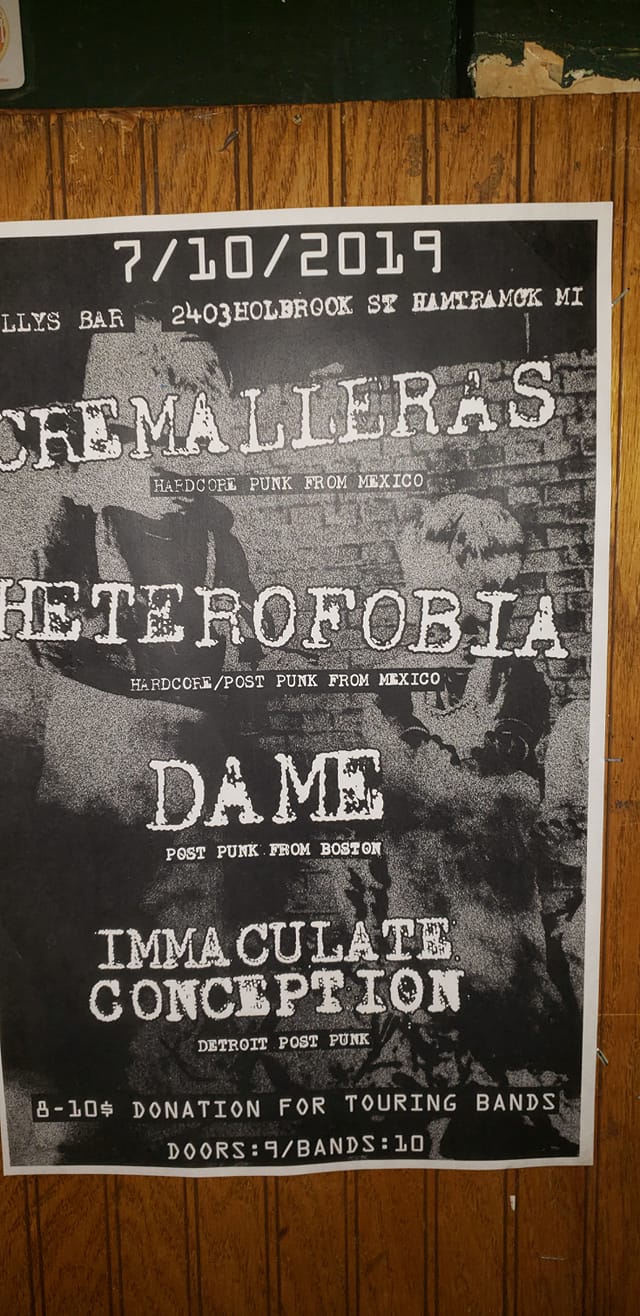 7/10/2019
LLYS BAR 2403HOLBROOK ST HAMTRAMCK MI
CREMALLERAS
HARDCORE PUNK FROM MEXICO
HETEROFOBIA
HARDCORE/POST PUNK FROM MEXICO
DAME
POST PUNK FROM BOSTON
IMMACULATE
CONCEPTION
DETROIT POST PUNK
8-10$ DONATION FOR TOURING BANDS
DOORS:9/BANDS:10